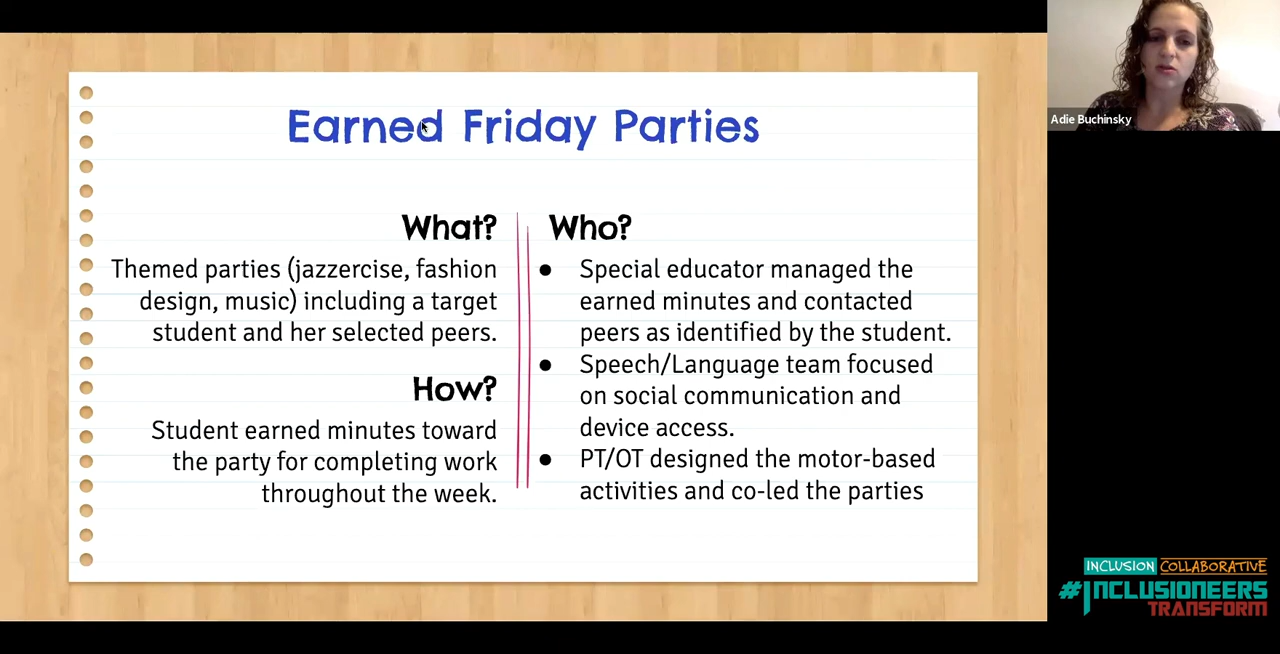 Earned Friday Parties
What?
Themed parties (jazzercise, fashion
design, music) including a target
student and her selected peers.
How?
Student earned minutes toward
the party for completing work
throughout the week.
Who?
● Special educator managed the
earned minutes and contacted
peers as identified by the student.
● Speech/Language team focused
on social communication and
device access.
● PT/OT designed the motor-based
activities and co-led the parties
Adie Buchinsky
INCLUSION COLLABORATIVE
#INCLUSIONEERS
TRANSFORM